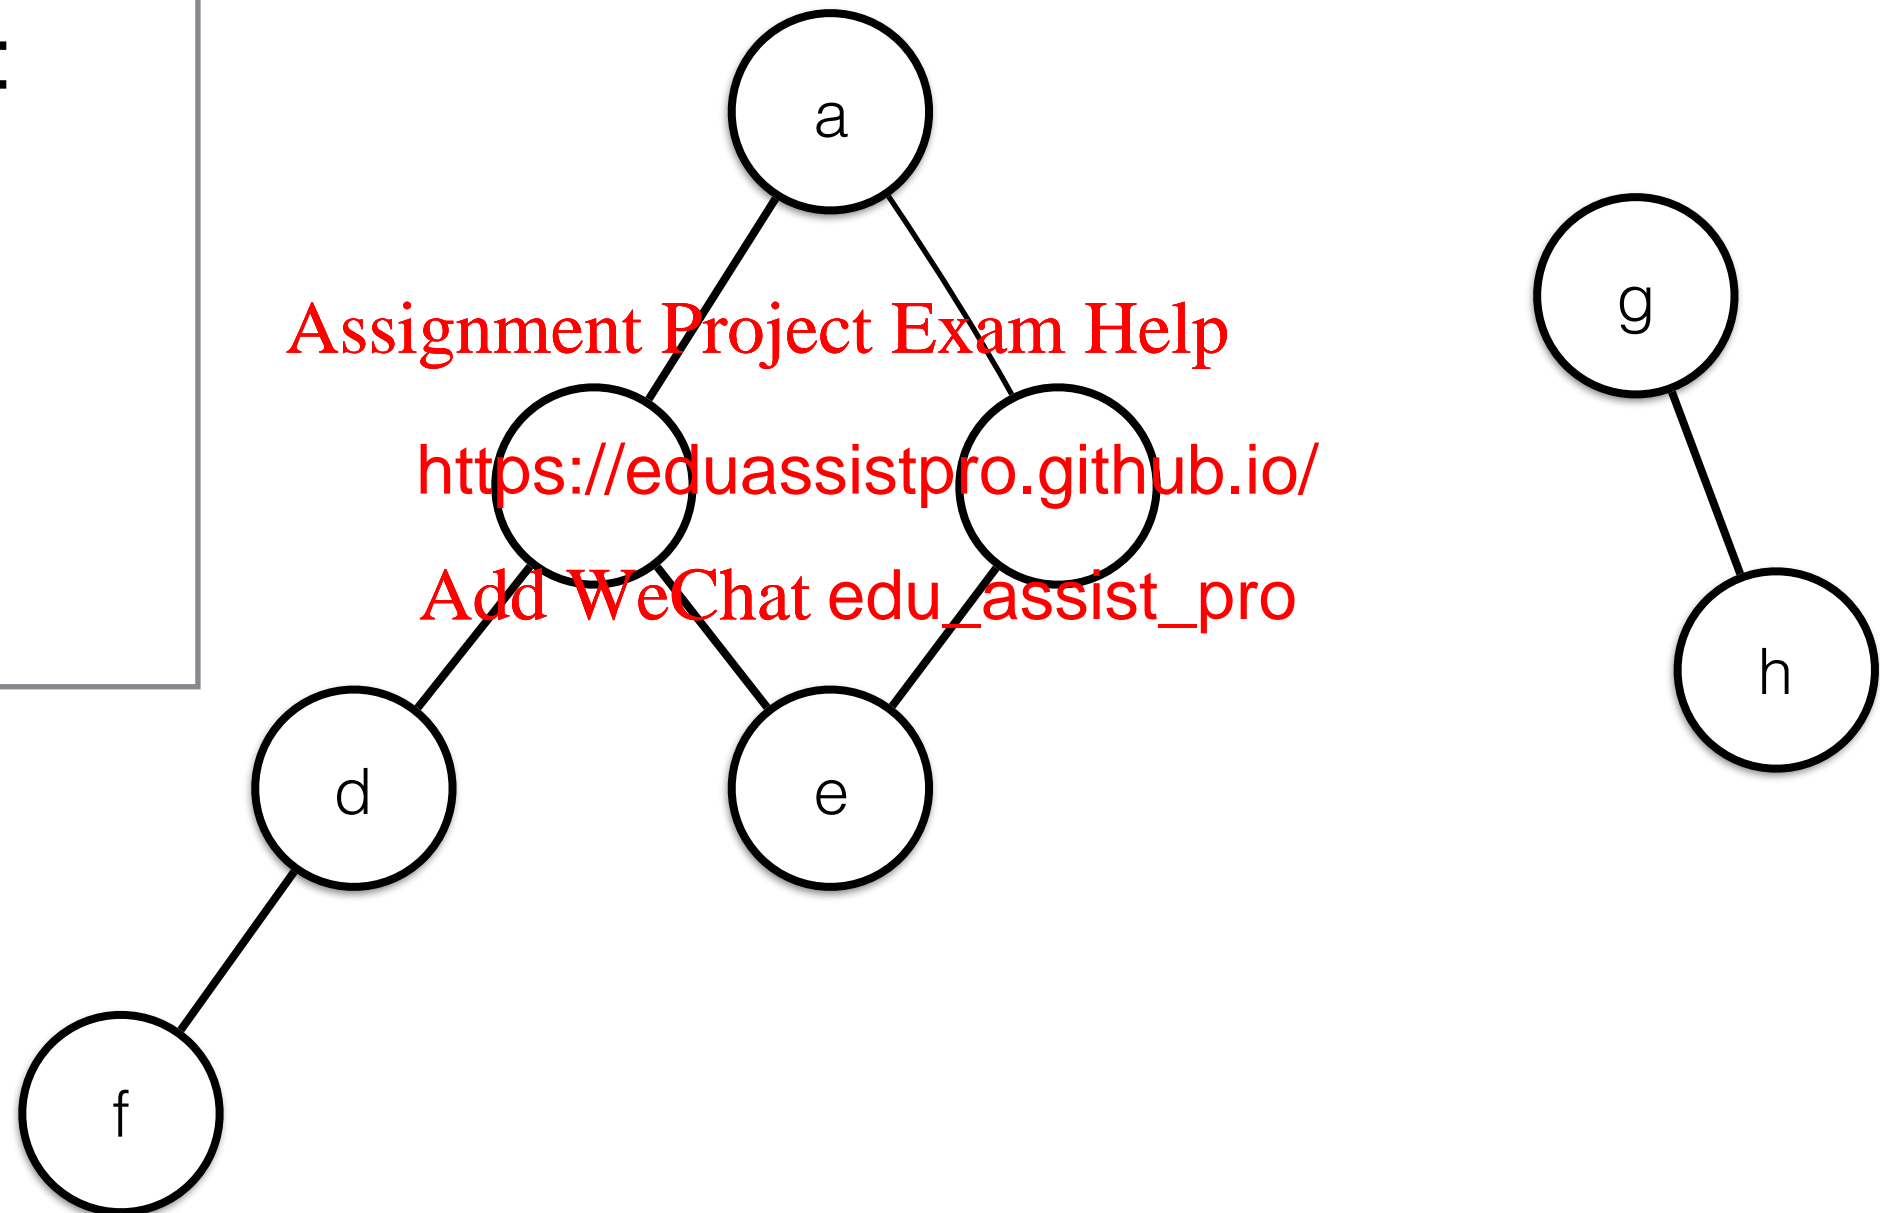 :
a
g
Assignment Project Exam Help
https://eduassistpro.github.io/
Add WeChat edu_assist_pro
h
d
e
f